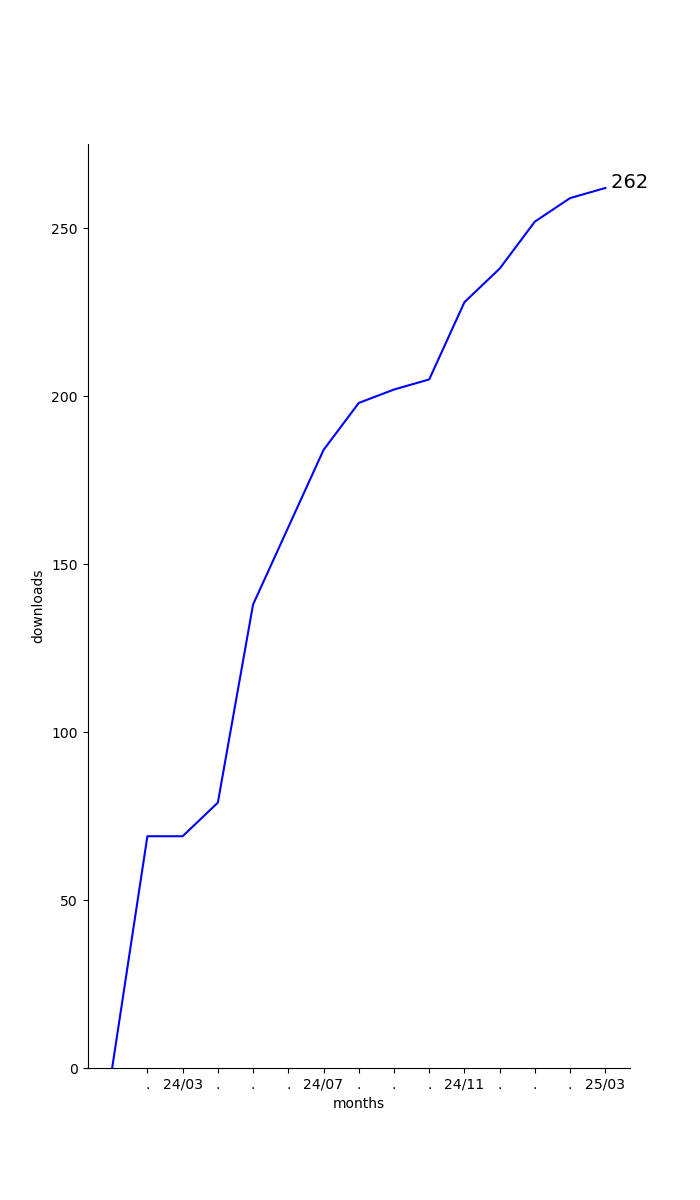 262
250
200
150
100
50
0
downloads
. 24/03 . . . 24/07 . . . 24/11 . . . 25/03
months